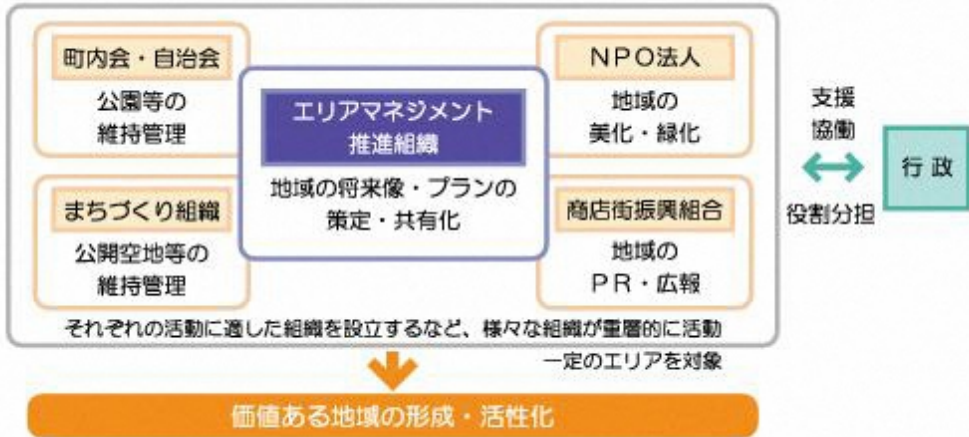 町内会・自治会
公園等の
維持管理
エリアマネジメント
推進組織
地域の将来像・プランの
策定・共有化
NPO法人
地域の
美化・緑化
まちづくり組織
公開空地等の
維持管理
商店街振興組合
地域の
PR・広報
それぞれの活動に適した組織を設立するなど、様々な組織が重層的に活動
一定のエリアを対象
支援
協働
役割分担
行政
価値ある地域の形成・活性化